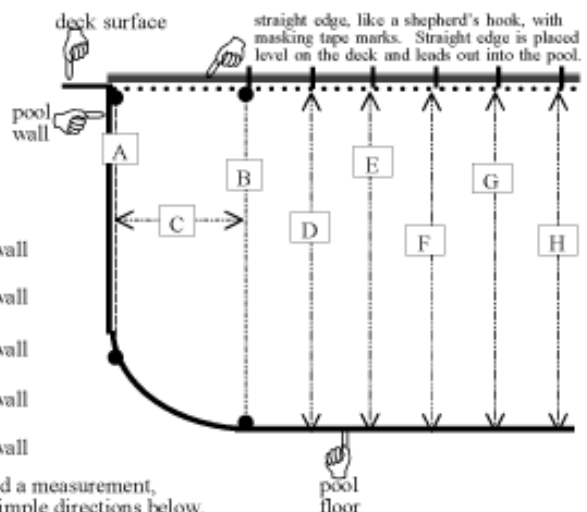 deck surface
straight edge, like a shepherd's hook, with
masking tape marks. Straight edge is placed
level on the deck and leads out into the pool.
pool
wall
A
B
C
D
E
F
G
H
wall
wall
wall
wall
wall
d a measurement,
imple directions below.
pool
floor